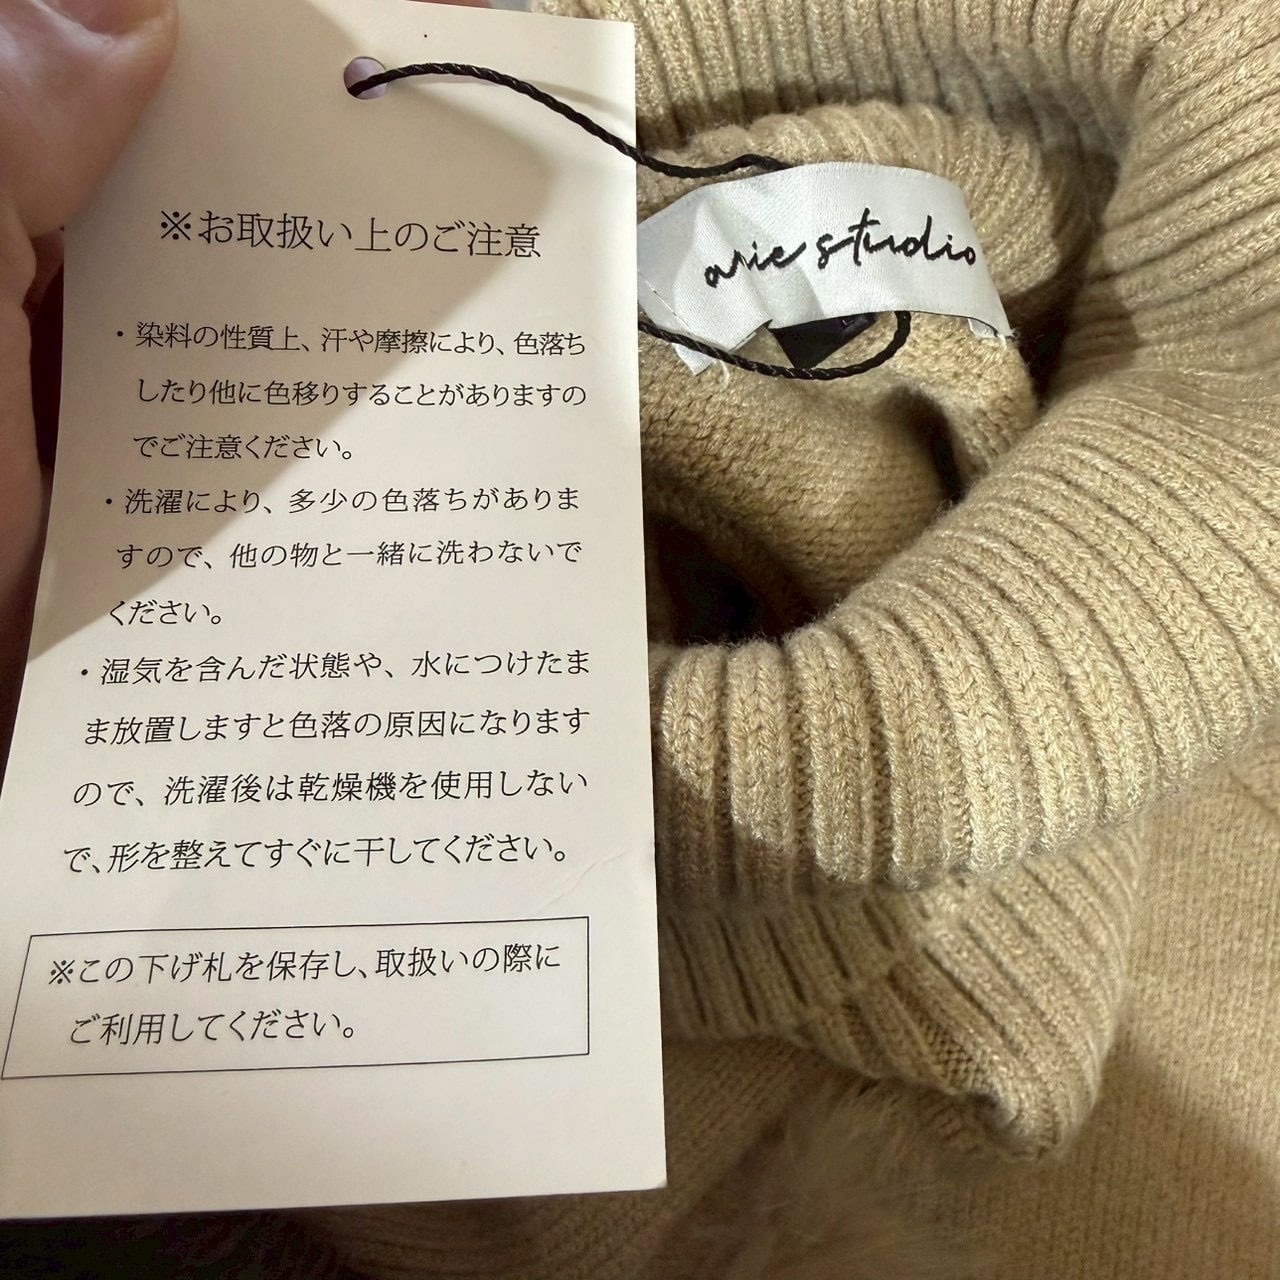 ※お取扱い上のご注意
・染料の性質上、汗や摩擦により、色落ち
したり他に色移りすることがありますの
でご注意ください。
・洗濯により、多少の色落ちがありま
すので、他の物と一緒に洗わないで
ください。
・湿気を含んだ状態や、水につけたま
ま放置しますと色落の原因になります
ので、洗濯後は乾燥機を使用しない
で、形を整えてすぐに干してください。
※この下げ札を保存し、取扱いの際に
ご利用してください。
arie studio